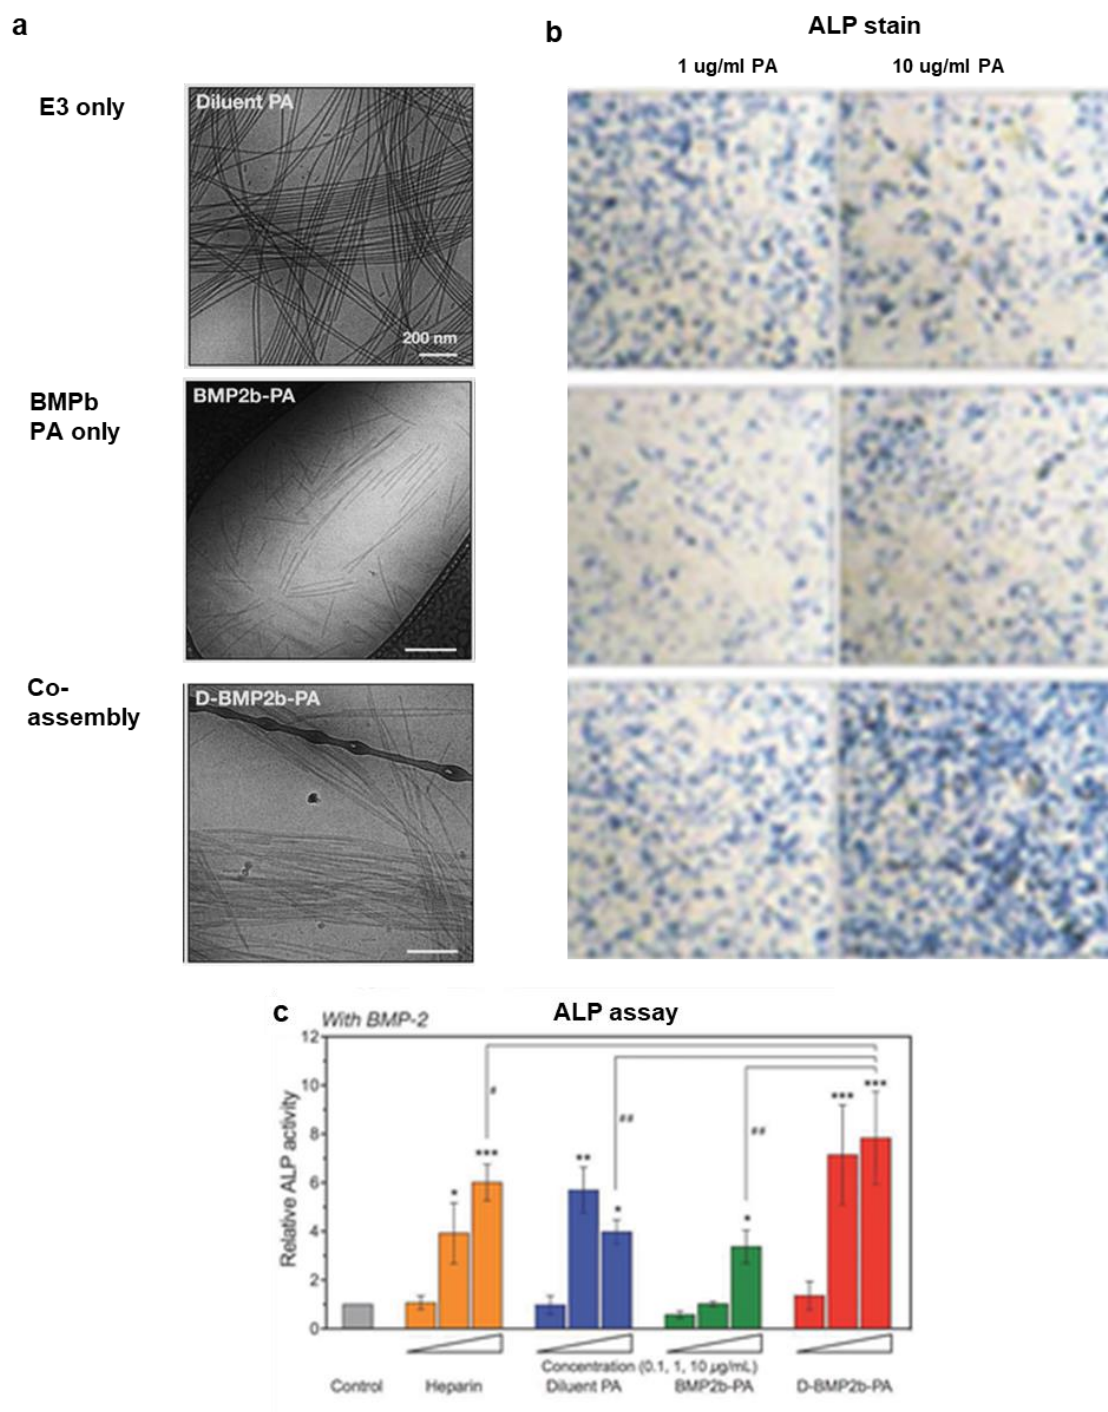 a
b
ALP stain
1 ug/ml PA
10 ug/ml PA
E3 only
Diluent PA
200 nm
BMPb
PA only
BMP2b-PA
Co-
assembly
D-BMP2b-PA
c
With BMP-2
ALP assay
Relative ALP activity
12
10
8
6
4
2
0
*
***
**
*
*
***
***
#
##
##
Concentration (0.1, 1, 10 µg/mL)
Control
Heparin
Diluent PA
BMP2b-PA
D-BMP2b-PA